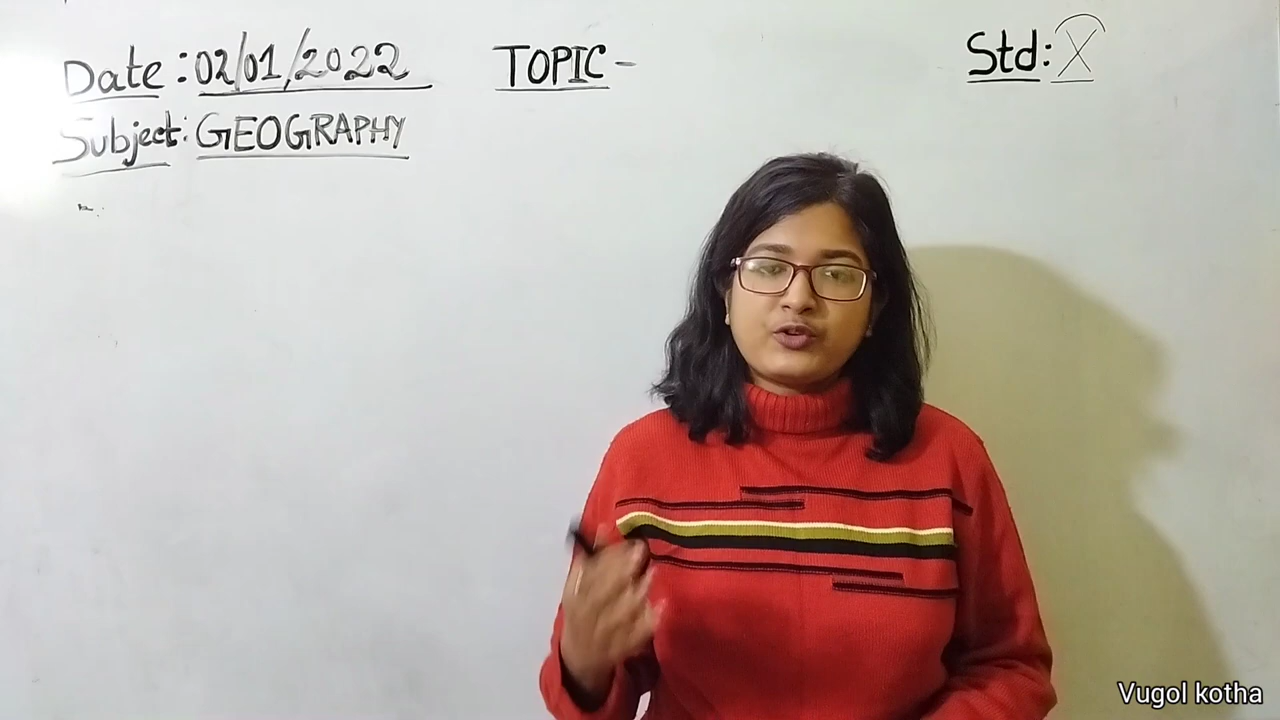 Date: 02/01/2022 TOPIC - Std: X
Subject: GEOGRAPHY
Vugol kotha